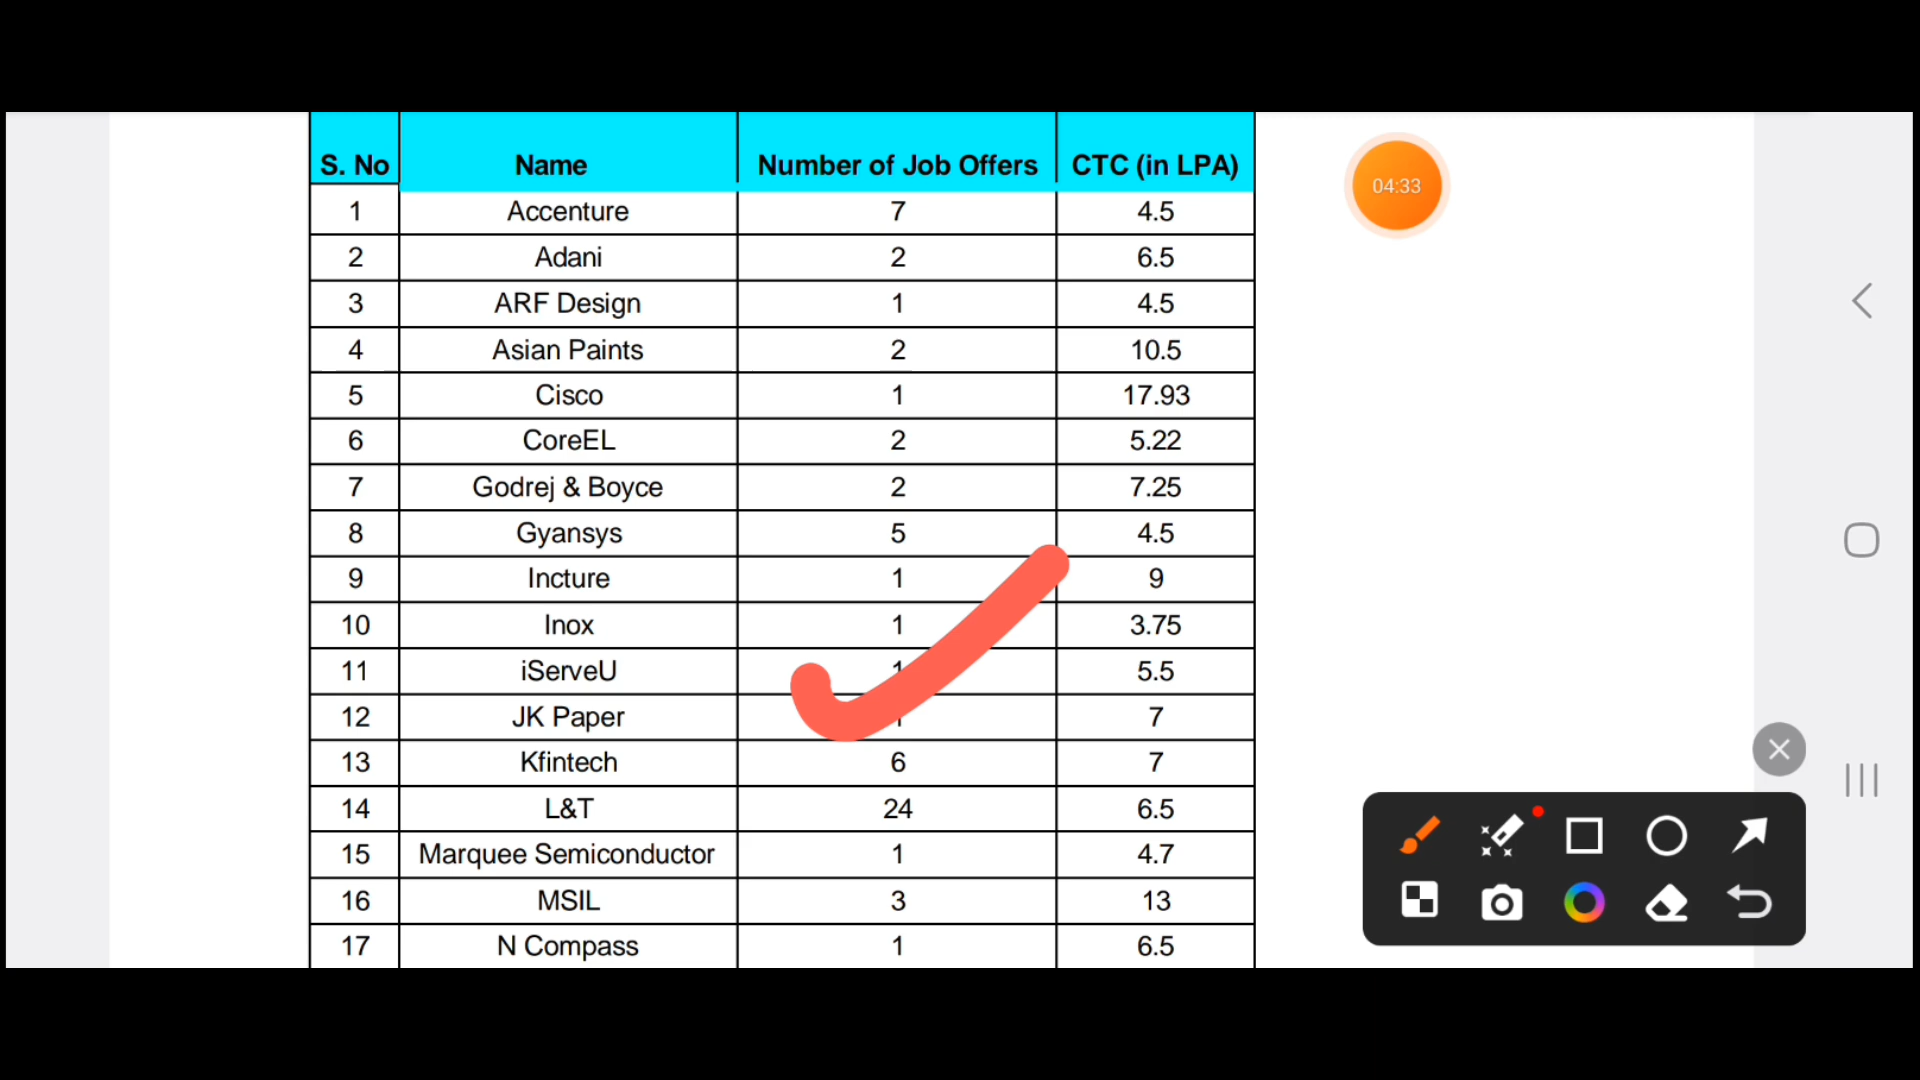 S. No Name Number of Job Offers CTC (in LPA)
1 Accenture 7 4.5
2 Adani 2 6.5
3 ARF Design 1 4.5
4 Asian Paints 2 10.5
5 Cisco 1 17.93
6 CoreEL 2 5.22
7 Godrej & Boyce 2 7.25
8 Gyansys 5 4.5
9 Incture 1 9
10 Inox 1 3.75
11 iServeU 1 5.5
12 JK Paper 7
13 Kfintech 6 7
14 L&T 24 6.5
15 Marquee Semiconductor 1 4.7
16 MSIL 3 13
17 N Compass 1 6.5
04:33